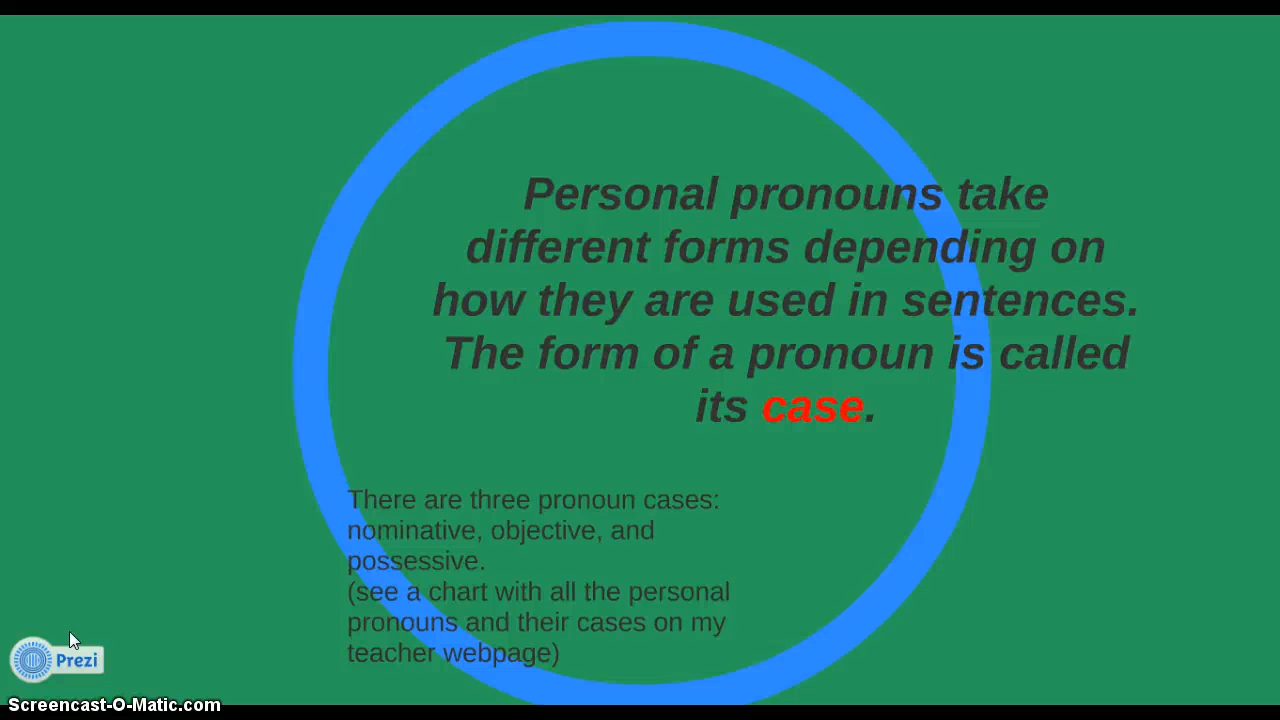 Personal pronouns take
different forms depending on
how they are used in sentences.
The form of a pronoun is called
its case.
There are three pronoun cases:
nominative, objective, and
possessive.
(see a chart with all the personal
pronouns and their cases on my
teacher webpage)
Prezi
Screencast-O-Matic.com